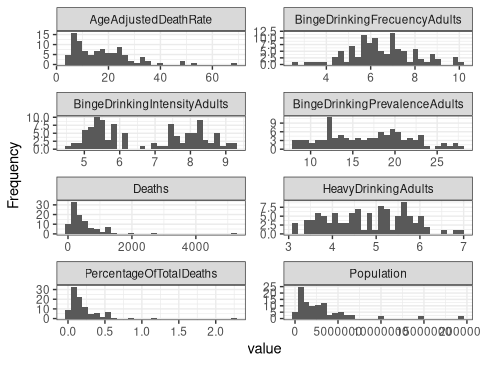 AgeAdjustedDeathRate
BingeDrinkingFrecuencyAdults
15
10
5
0
12.5
10.0
7.5
5.0
2.5
0.0
0 20 40 60
4 6 8 10
BingeDrinkingIntensityAdults
BingeDrinkingPrevalenceAdults
10.0
7.5
5.0
2.5
0.0
9
6
3
0
5 6 7 8 9
10 15 20 25
Frequency
Deaths
HeavyDrinkingAdults
30
20
10
0
7.5
5.0
2.5
0.0
0 2000 4000
3 4 5 6 7
PercentageOfTotalDeaths
Population
30
20
10
0
25
20
15
10
5
0
0.0 0.5 1.0 1.5 2.0
0
value